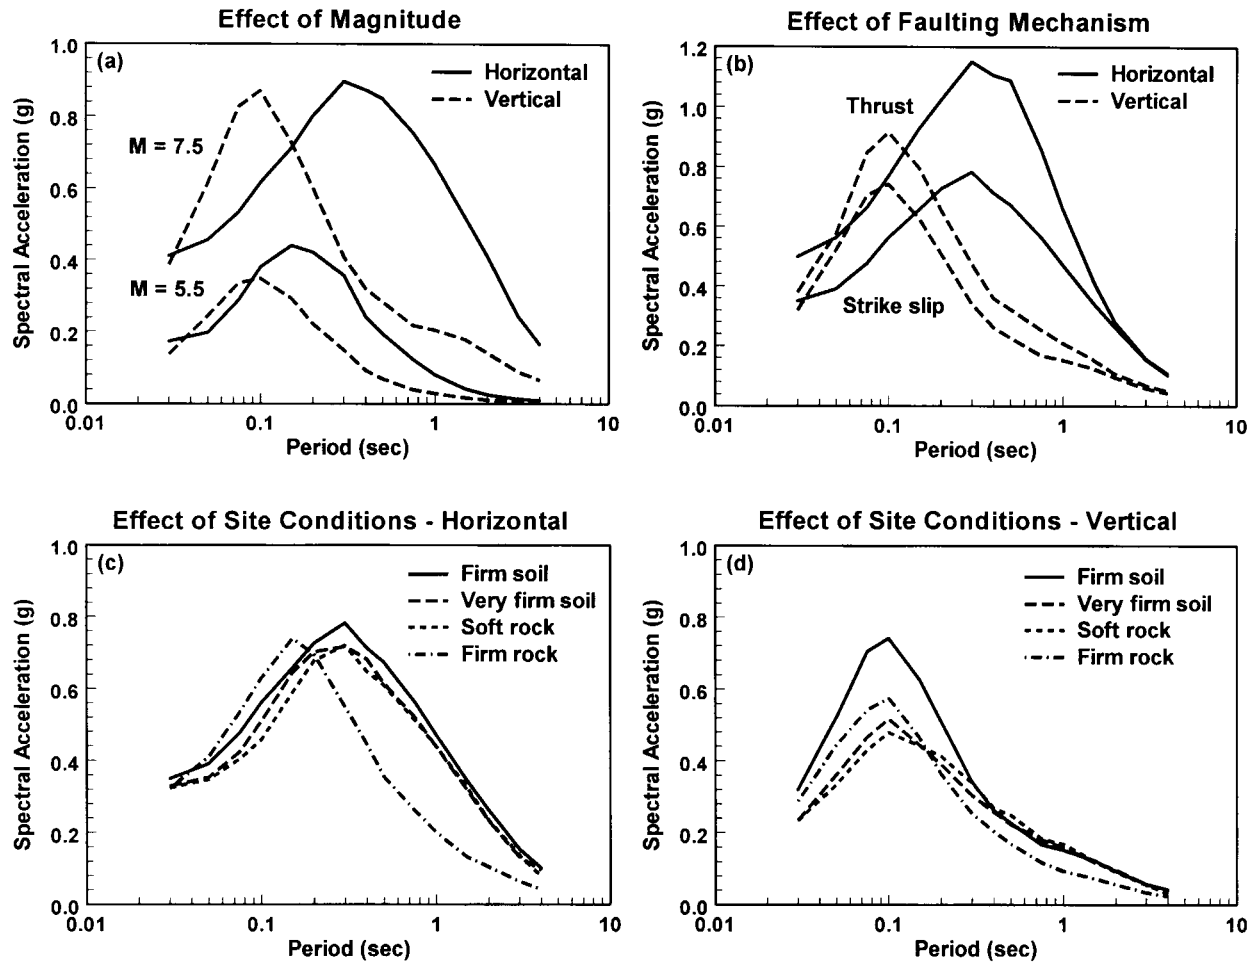 Effect of Magnitude
(a)
Horizontal
Vertical
M = 7.5
M = 5.5
1.0
0.8
0.6
0.4
0.2
0.0
0.01
0.1
1
10
Spectral Acceleration (g)
Period (sec)
Effect of Faulting Mechanism
(b)
Horizontal
Vertical
Thrust
Strike slip
1.2
1.0
0.8
0.6
0.4
0.2
0.0
0.01
0.1
1
10
Spectral Acceleration (g)
Period (sec)
Effect of Site Conditions - Horizontal
(c)
Firm soil
Very firm soil
Soft rock
Firm rock
1.0
0.8
0.6
0.4
0.2
0.0
0.01
0.1
1
10
Spectral Acceleration (g)
Period (sec)
Effect of Site Conditions - Vertical
(d)
Firm soil
Very firm soil
Soft rock
Firm rock
1.0
0.8
0.6
0.4
0.2
0.0
0.01
0.1
1
10
Spectral Acceleration (g)
Period (sec)